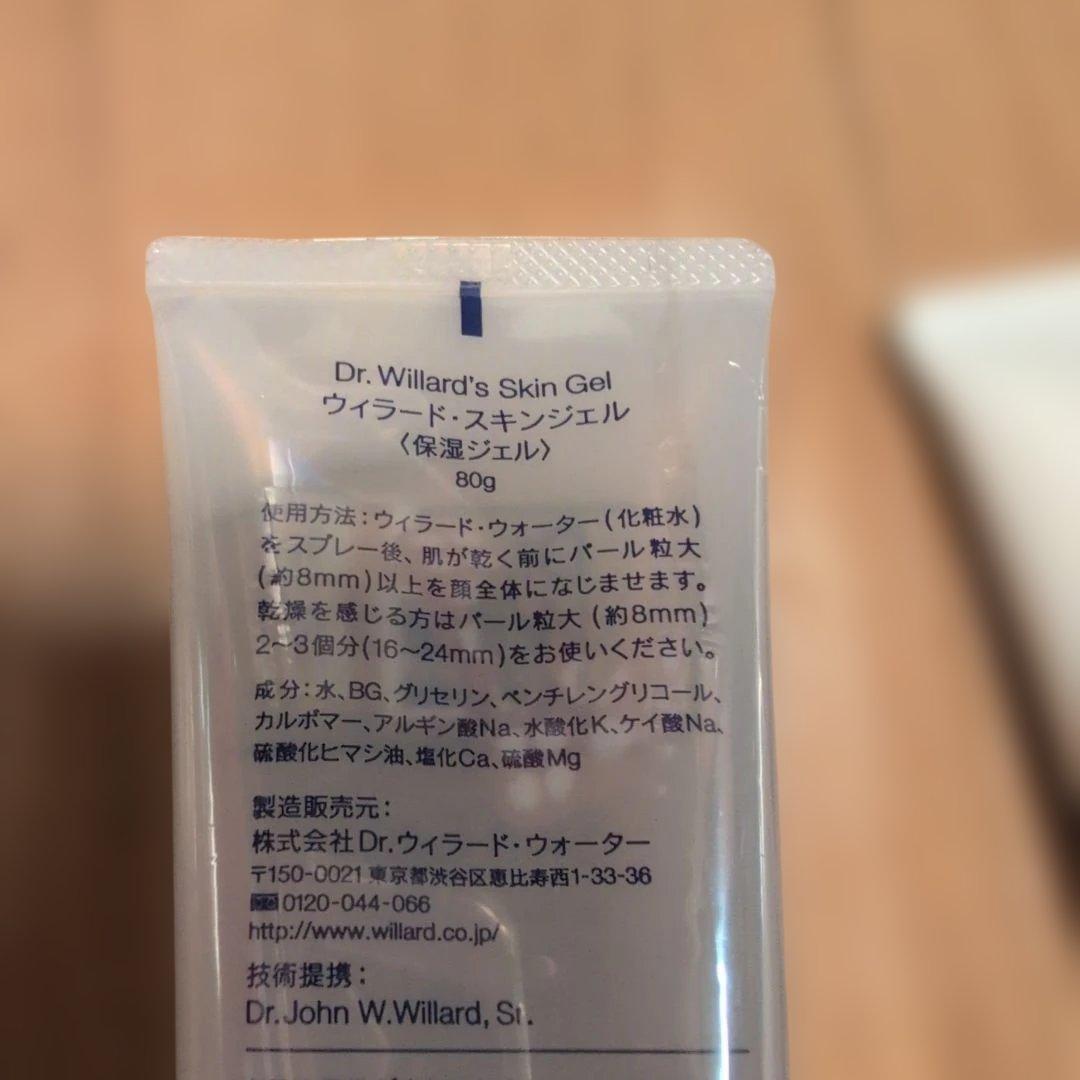 Dr. Willard's Skin Gel
ウィラード・スキンジェル
〈保湿ジェル〉
80g
使用方法：ウィラード・ウォーター(化粧水)
をスプレー後、肌が乾く前にパール粒大
(約8mm)以上を顔全体になじませます。
乾燥を感じる方はパール粒大(約8mm)
2〜3個分(16〜24mm)をお使いください。
成分：水、BG、グリセリン、ペンチレングリコール、
カルボマー、アルギン酸Na、水酸化K、ケイ酸Na、
硫酸化ヒマシ油、塩化Ca、硫酸Mg
製造販売元：
株式会社Dr.ウィラード・ウォーター
〒150-0021 東京都渋谷区恵比寿西1-33-36
0120-044-066
http://www.willard.co.jp/
技術提携：
Dr.John W.Willard, Sr.